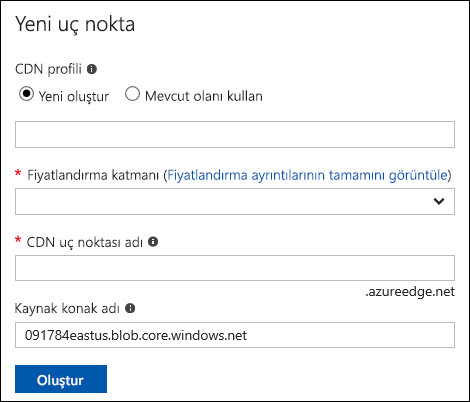 Yeni uç nokta
CDN profili
Yeni oluştur Mevcut olanı kullan
* Fiyatlandırma katmanı (Fiyatlandırma ayrıntılarının tamamını görüntüle)
* CDN uç noktası adı
.azureedge.net
Kaynak konak adı
091784eastus.blob.core.windows.net
Oluştur